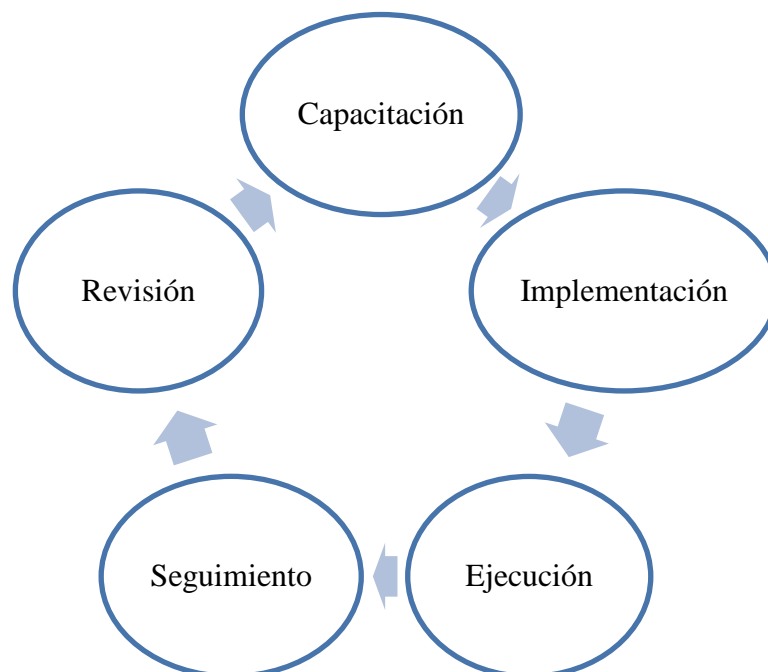 Capacitación
Implementación
Ejecución
Seguimiento
Revisión